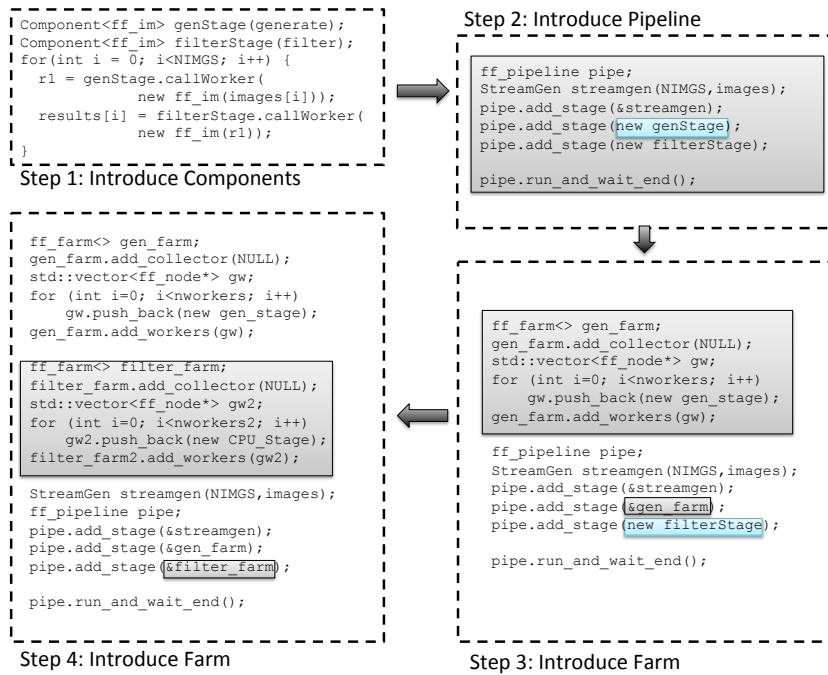 Component<ff_im> genStage(generate);
Component<ff_im> filterStage(filter);
for(int i = 0; i<NIMGS; i++) {
r1 = genStage.callWorker(
new ff_im(images[i]));
results[i] = filterStage.callWorker(
new ff_im(r1));
}
Step 1: Introduce Components
Step 2: Introduce Pipeline
ff_pipeline pipe;
StreamGen streamgen(NIMGS,images);
pipe.add_stage(&streamgen);
pipe.add_stage(new genStage);
pipe.add_stage(new filterStage);
pipe.run_and_wait_end();
ff_farm<> gen_farm;
gen_farm.add_collector(NULL);
std::vector<ff_node*> gw;
for (int i=0; i<nworkers; i++)
gw.push_back(new gen_stage);
gen_farm.add_workers(gw);
ff_pipeline pipe;
StreamGen streamgen(NIMGS,images);
pipe.add_stage(&streamgen);
pipe.add_stage(&gen_farm);
pipe.add_stage(new filterStage);
pipe.run_and_wait_end();
Step 3: Introduce Farm
ff_farm<> gen_farm;
gen_farm.add_collector(NULL);
std::vector<ff_node*> gw;
for (int i=0; i<nworkers; i++)
gw.push_back(new gen_stage);
gen_farm.add_workers(gw);
ff_farm<> filter_farm;
filter_farm.add_collector(NULL);
std::vector<ff_node*> gw2;
for (int i=0; i<nworkers2; i++)
gw2.push_back(new CPU_Stage);
filter_farm2.add_workers(gw2);
StreamGen streamgen(NIMGS,images);
ff_pipeline pipe;
pipe.add_stage(&streamgen);
pipe.add_stage(&gen_farm);
pipe.add_stage(&filter_farm);
pipe.run_and_wait_end();
Step 4: Introduce Farm